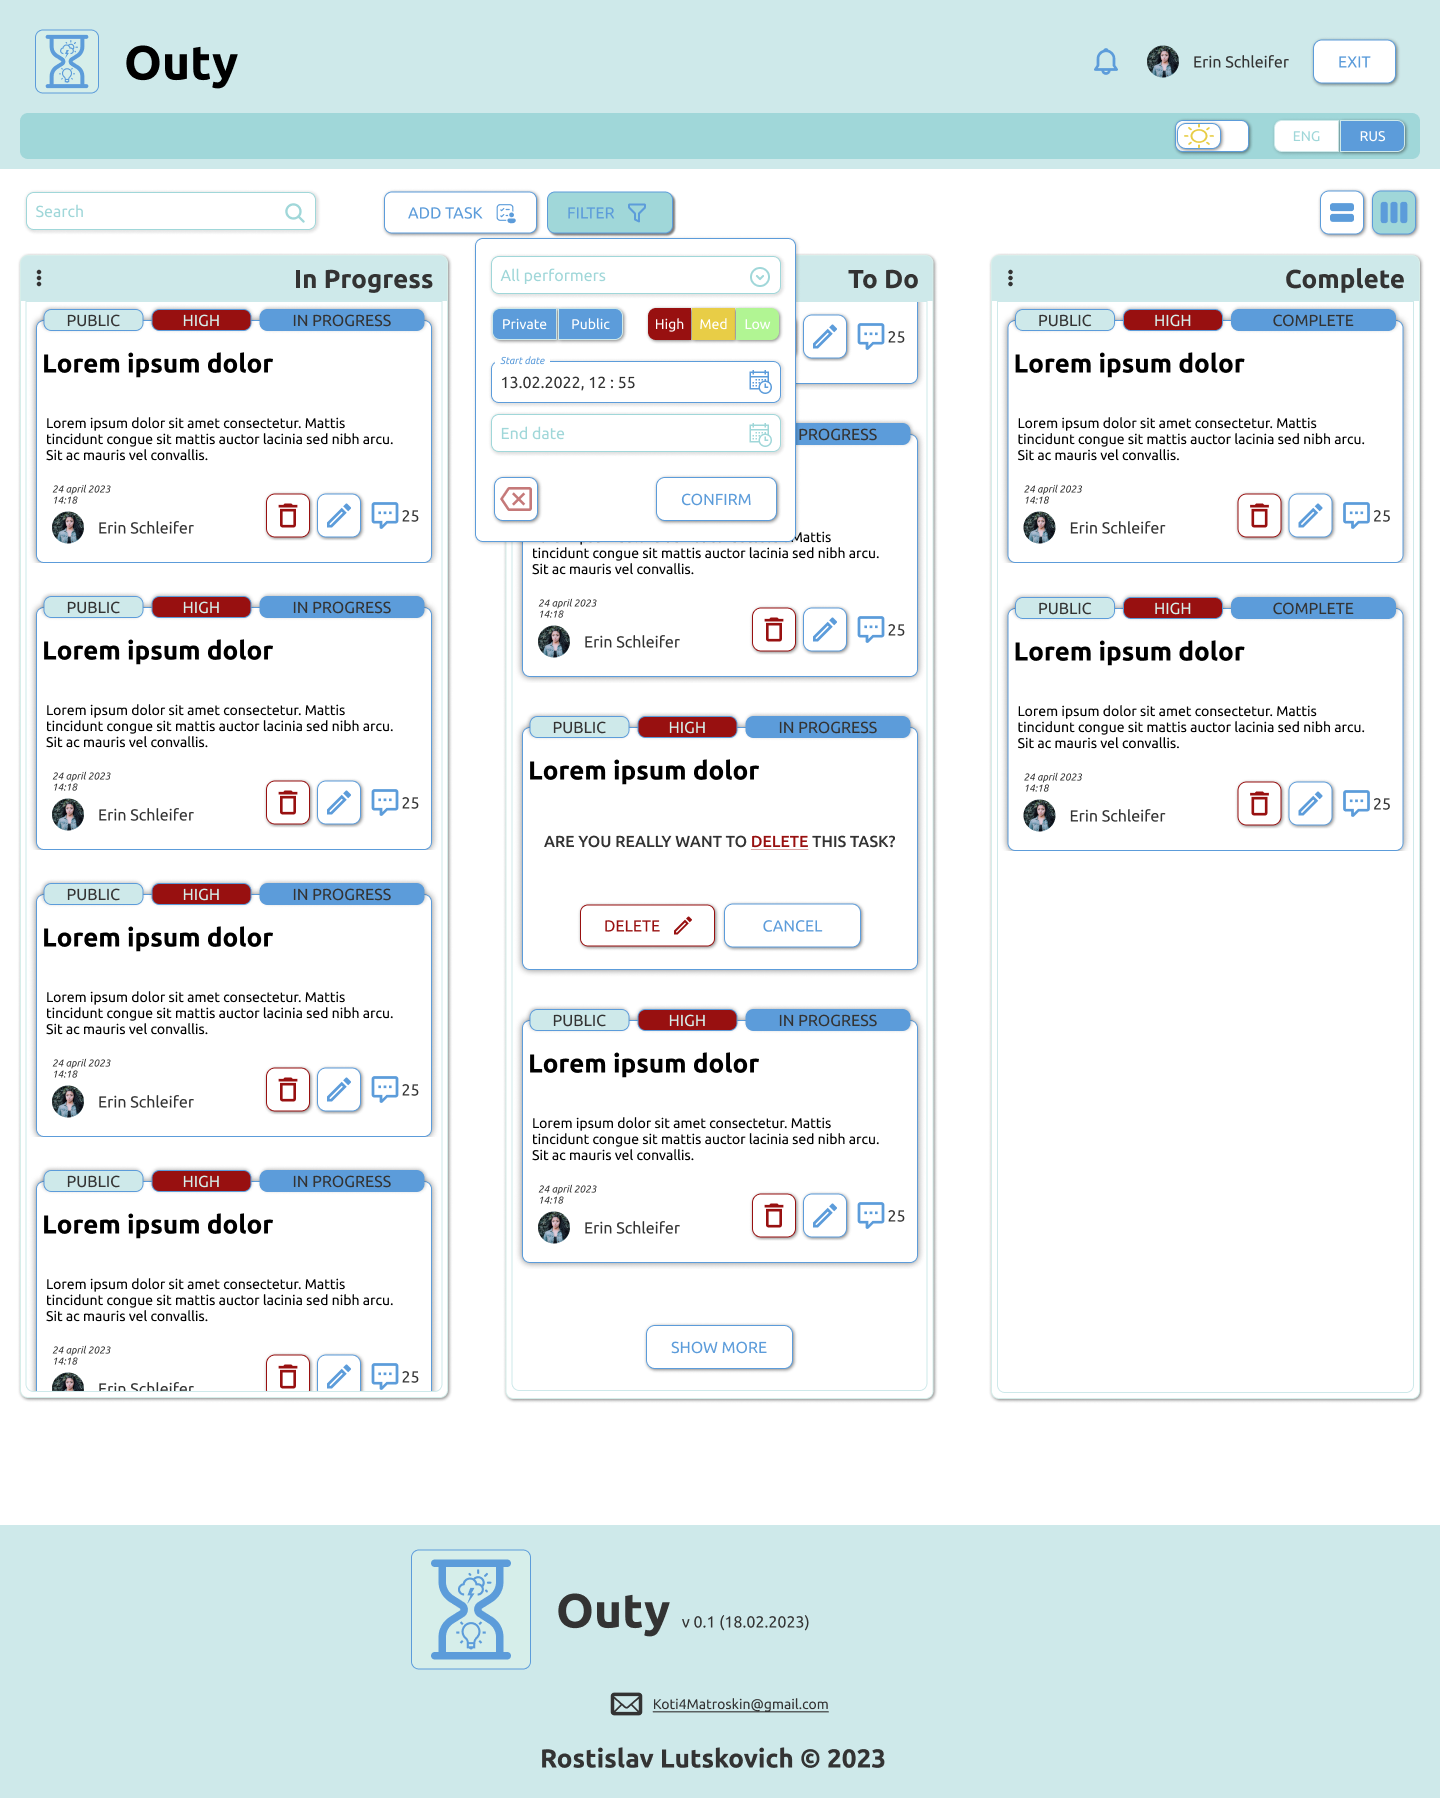 Outy
Erin Schleifer
EXIT
ENG
RUS
Search
ADD TASK
FILTER
In Progress
PUBLIC
HIGH
IN PROGRESS
Lorem ipsum dolor
Lorem ipsum dolor sit amet consectetur. Mattis
tincidunt congue sit mattis auctor lacinia sed nibh arcu.
Sit ac mauris vel convallis.
24 april 2023
14:18
Erin Schleifer
25
PUBLIC
HIGH
IN PROGRESS
Lorem ipsum dolor
Lorem ipsum dolor sit amet consectetur. Mattis
tincidunt congue sit mattis auctor lacinia sed nibh arcu.
Sit ac mauris vel convallis.
24 april 2023
14:18
Erin Schleifer
25
PUBLIC
HIGH
IN PROGRESS
Lorem ipsum dolor
Lorem ipsum dolor sit amet consectetur. Mattis
tincidunt congue sit mattis auctor lacinia sed nibh arcu.
Sit ac mauris vel convallis.
24 april 2023
14:18
Erin Schleifer
25
PUBLIC
HIGH
IN PROGRESS
Lorem ipsum dolor
Lorem ipsum dolor sit amet consectetur. Mattis
tincidunt congue sit mattis auctor lacinia sed nibh arcu.
Sit ac mauris vel convallis.
24 april 2023
14:18
Erin Schleifer
25
All performers
Private
Public
High
Med
Low
Start date
13.02.2022, 12 : 55
End date
CONFIRM
To Do
25
PROGRESS
Mattis
tincidunt congue sit mattis auctor lacinia sed nibh arcu.
Sit ac mauris vel convallis.
24 april 2023
14:18
Erin Schleifer
25
PUBLIC
HIGH
IN PROGRESS
Lorem ipsum dolor
ARE YOU REALLY WANT TO DELETE THIS TASK?
DELETE
CANCEL
PUBLIC
HIGH
IN PROGRESS
Lorem ipsum dolor
Lorem ipsum dolor sit amet consectetur. Mattis
tincidunt congue sit mattis auctor lacinia sed nibh arcu.
Sit ac mauris vel convallis.
24 april 2023
14:18
Erin Schleifer
25
SHOW MORE
Complete
PUBLIC
HIGH
COMPLETE
Lorem ipsum dolor
Lorem ipsum dolor sit amet consectetur. Mattis
tincidunt congue sit mattis auctor lacinia sed nibh arcu.
Sit ac mauris vel convallis.
24 april 2023
14:18
Erin Schleifer
25
PUBLIC
HIGH
COMPLETE
Lorem ipsum dolor
Lorem ipsum dolor sit amet consectetur. Mattis
tincidunt congue sit mattis auctor lacinia sed nibh arcu.
Sit ac mauris vel convallis.
24 april 2023
14:18
Erin Schleifer
25
Outy v 0.1 (18.02.2023)
Koti4Matroskin@gmail.com
Rostislav Lutskovich © 2023